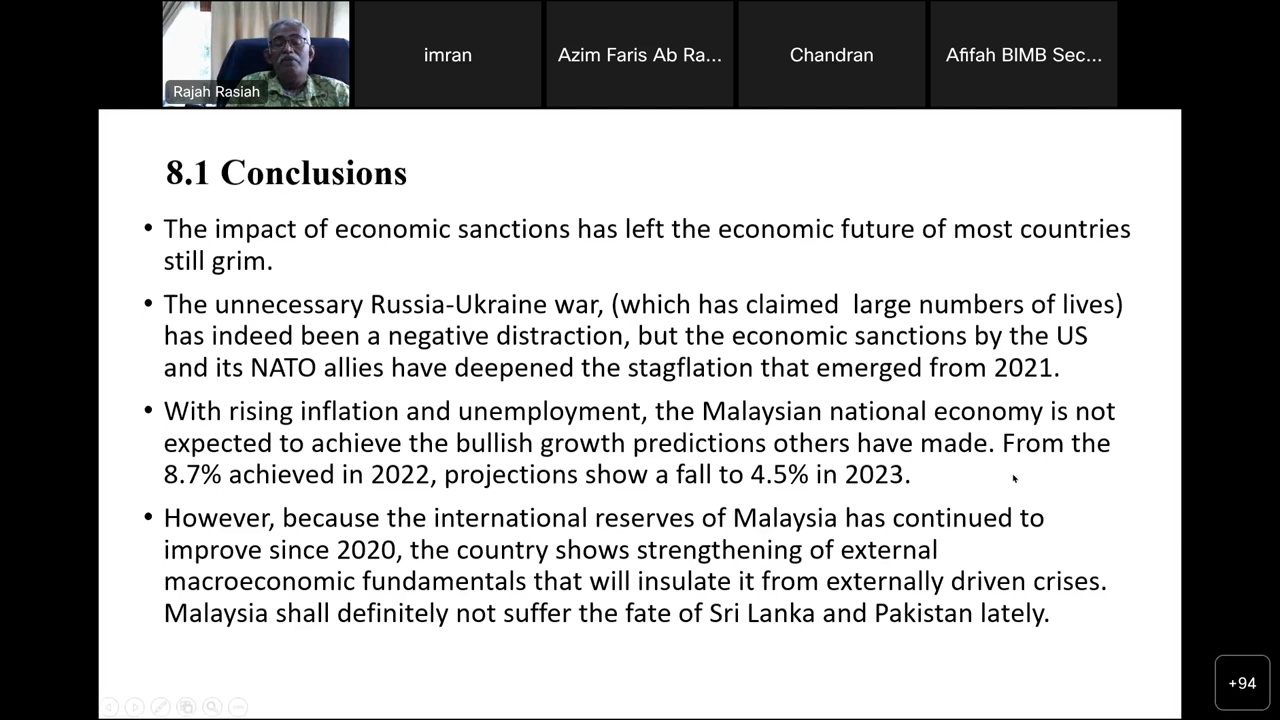 Rajah Rasiah
imran
Azim Faris Ab Ra...
Chandran
Afifah BIMB Sec...
8.1 Conclusions
• The impact of economic sanctions has left the economic future of most countries
still grim.
• The unnecessary Russia-Ukraine war, (which has claimed  large numbers of lives)
has indeed been a negative distraction, but the economic sanctions by the US
and its NATO allies have deepened the stagflation that emerged from 2021.
• With rising inflation and unemployment, the Malaysian national economy is not
expected to achieve the bullish growth predictions others have made. From the
8.7% achieved in 2022, projections show a fall to 4.5% in 2023.
• However, because the international reserves of Malaysia has continued to
improve since 2020, the country shows strengthening of external
macroeconomic fundamentals that will insulate it from externally driven crises.
Malaysia shall definitely not suffer the fate of Sri Lanka and Pakistan lately.
+94